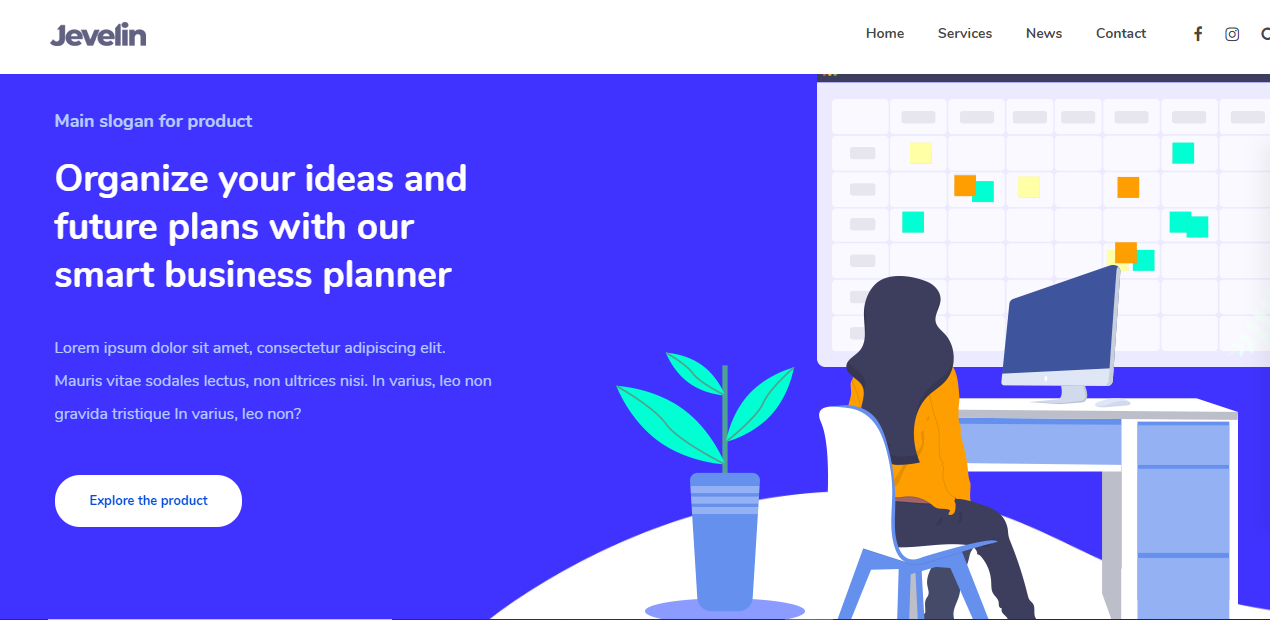 Jevelin
Home Services News Contact
Main slogan for product
Organize your ideas and
future plans with our
smart business planner
Lorem ipsum dolor sit amet, consectetur adipiscing elit.
Mauris vitae sodales lectus, non ultrices nisi. In varius, leo non
gravida tristique In varius, leo non?
Explore the product